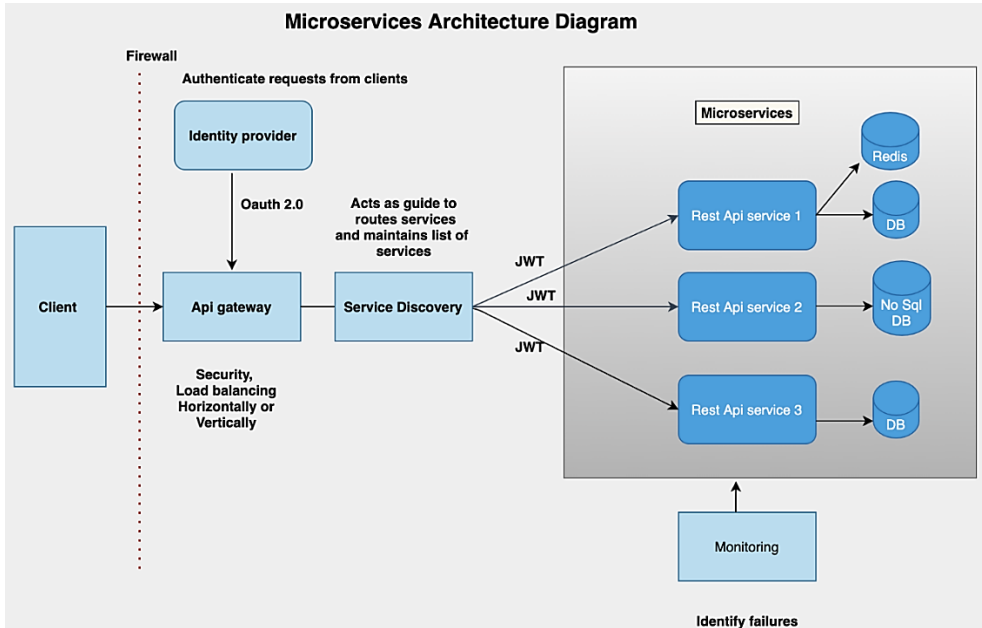 Microservices Architecture Diagram
Firewall
Authenticate requests from clients
Identity provider
Oauth 2.0
Acts as guide to
routes services
and maintains list of
services
Client
Api gateway
Service Discovery
Security,
Load balancing
Horizontally or
Vertically
JWT
JWT
JWT
Microservices
Redis
Rest Api service 1
DB
Rest Api service 2
No Sql
DB
Rest Api service 3
DB
Monitoring
Identify failures